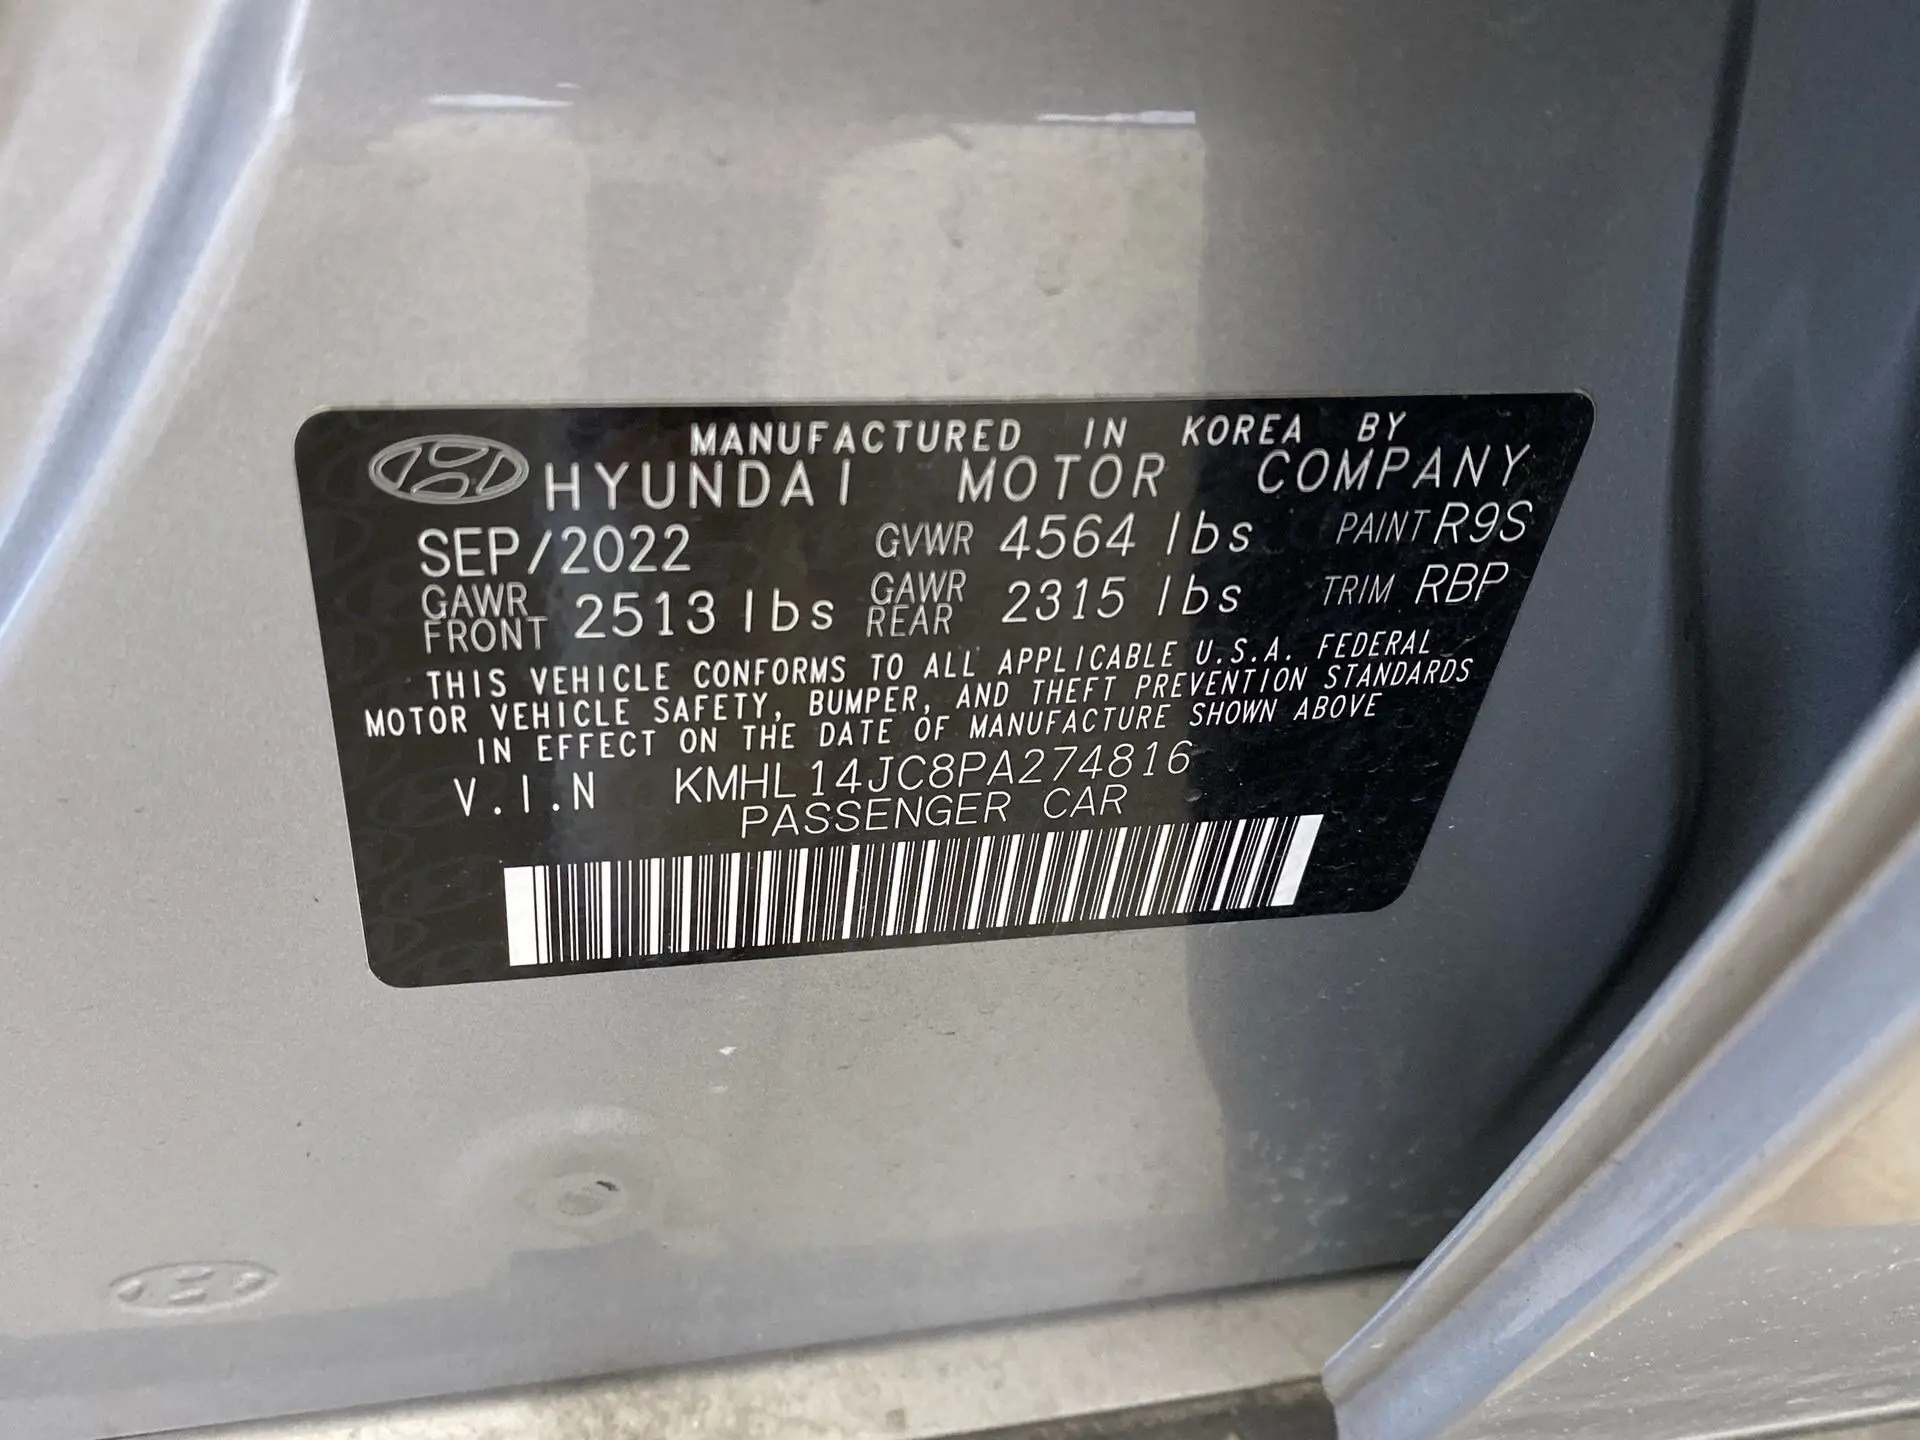 MANUFACTURED IN KOREA BY
HYUNDAI MOTOR COMPANY
SEP/2022 GVWR 4564 lbs PAINT R9S
GAWR FRONT 2513 lbs GAWR REAR 2315 lbs TRIM RBP
THIS VEHICLE CONFORMS TO ALL APPLICABLE U.S.A. FEDERAL
MOTOR VEHICLE SAFETY, BUMPER, AND THEFT PREVENTION STANDARDS
IN EFFECT ON THE DATE OF MANUFACTURE SHOWN ABOVE
V.I.N KMHL14JC8PA274816
PASSENGER CAR